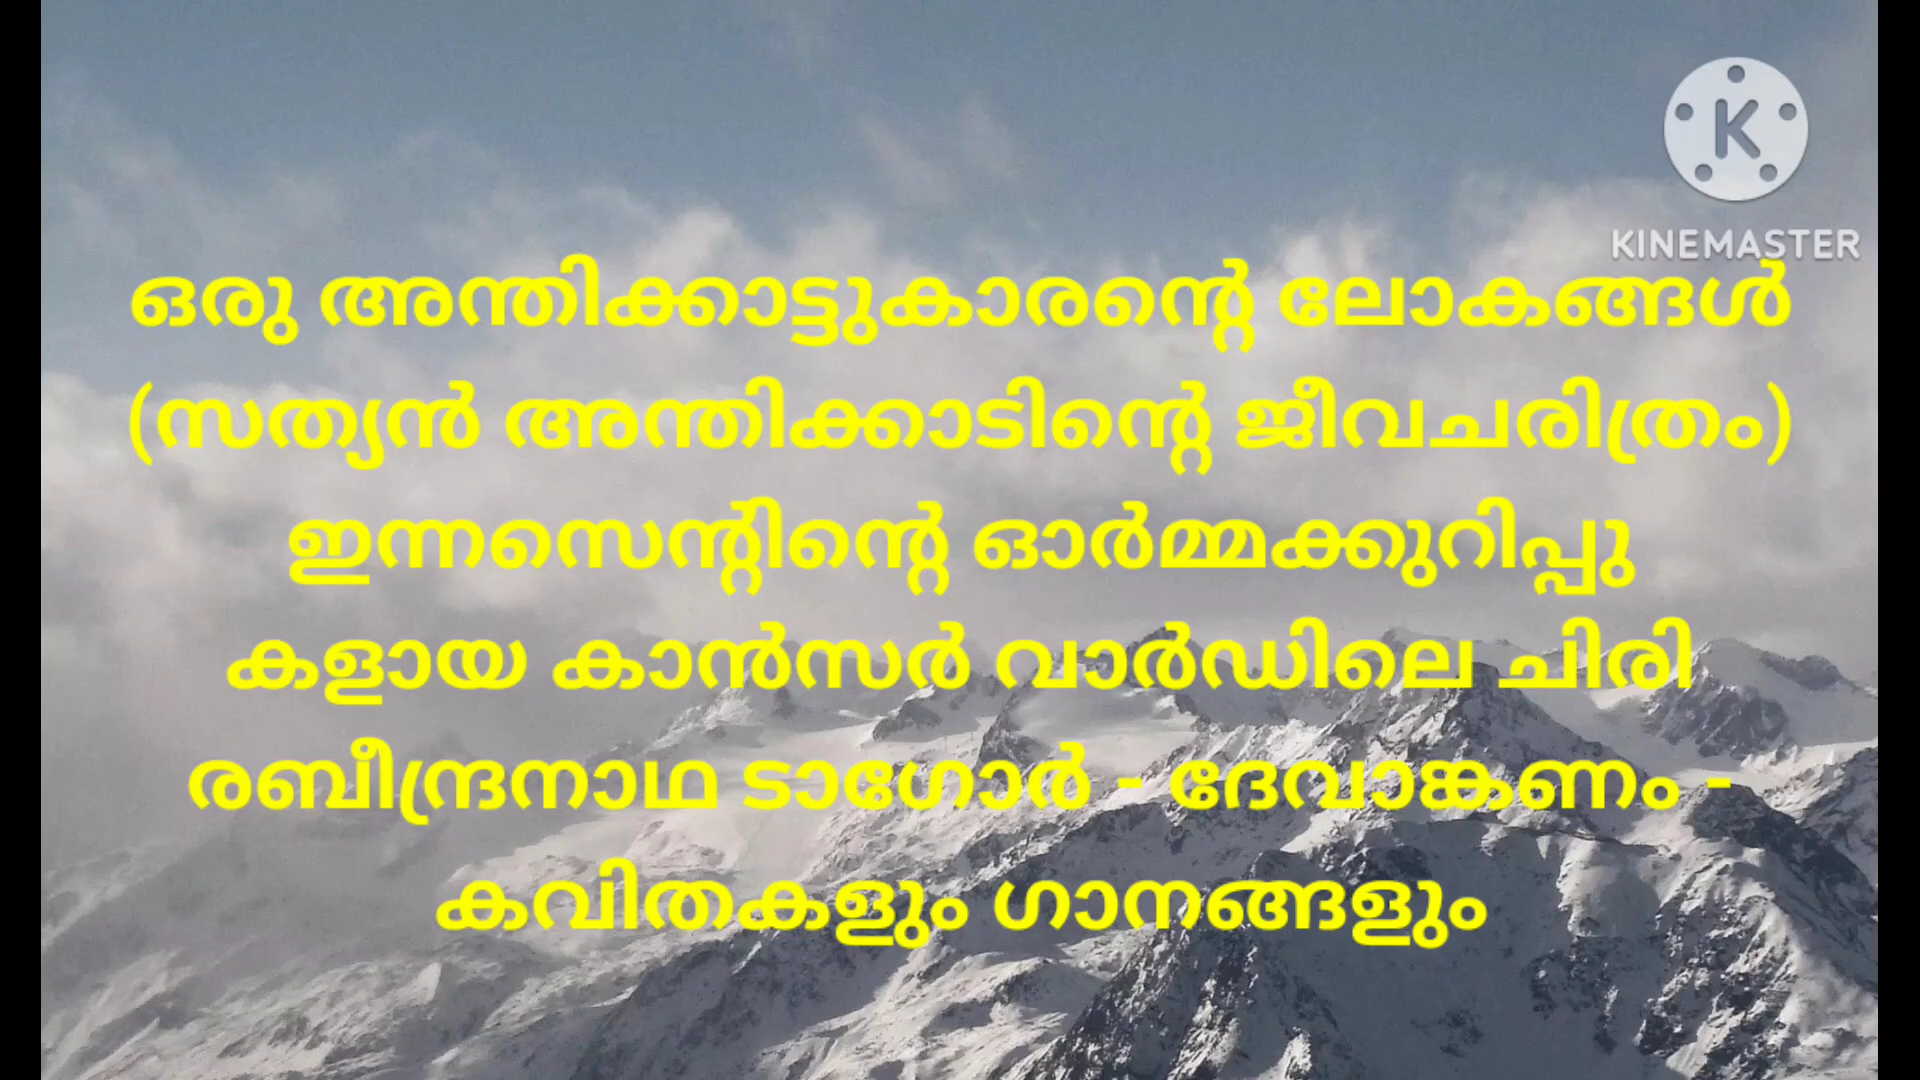 K
KINEMASTER
ഒരു അന്തിക്കാട്ടുകാരന്റെ ലോകങ്ങൾ
(സത്യൻ അന്തിക്കാടിന്റെ ജീവചരിത്രം)
ഇന്നസെന്റിന്റെ ഓർമ്മക്കുറിപ്പു
കളായ കാൻസർ വാർഡിലെ ചിരി
രബീന്ദ്രനാഥ ടാഗോർ - ദേവാങ്കണം -
കവിതകളും ഗാനങ്ങളും